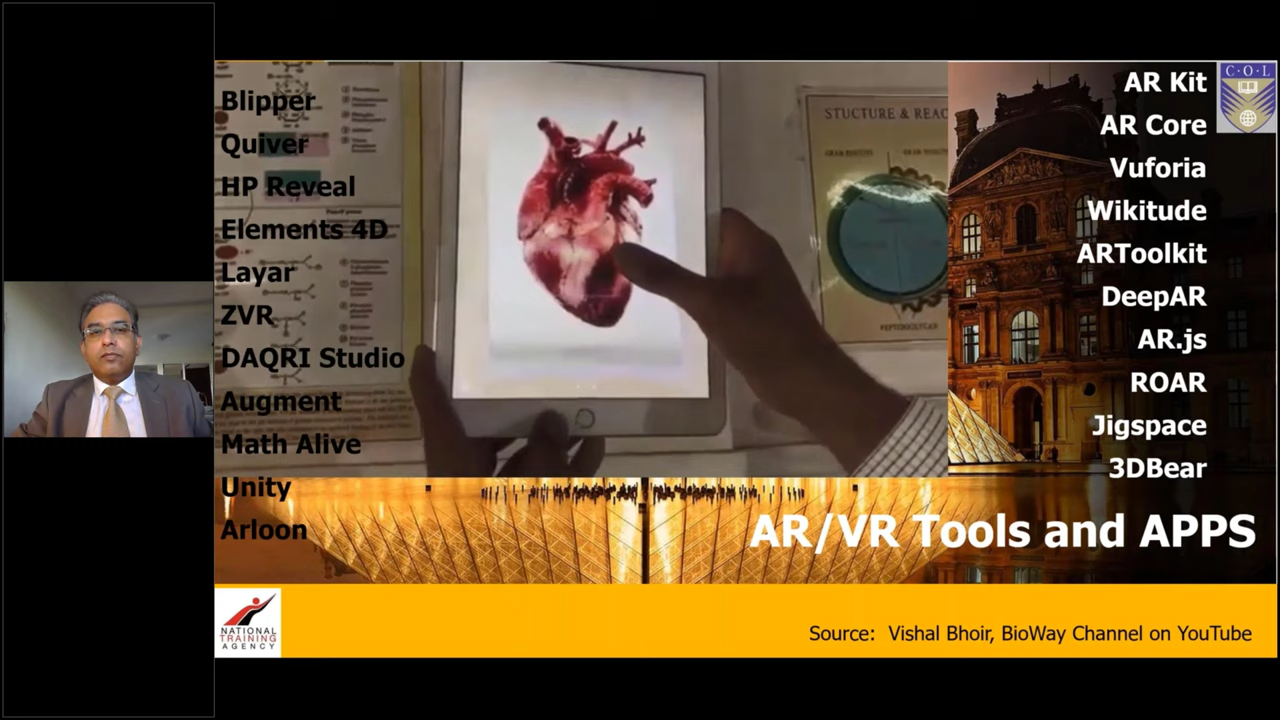 Blipper
Quiver
HP Reveal
Elements 4D
Layar
ZVR
DAQRI Studio
Augment
Math Alive
Unity
Arloon
STUCTURE & REAC
PEPTIDOGLYCAN
AR Kit
AR Core
Vuforia
Wikitude
ARToolkit
DeepAR
AR.js
ROAR
Jigspace
3DBear
C·O·L
AR/VR Tools and APPS
NATIONAL
TRAINING
AGENCY
Source: Vishal Bhoir, BioWay Channel on YouTube